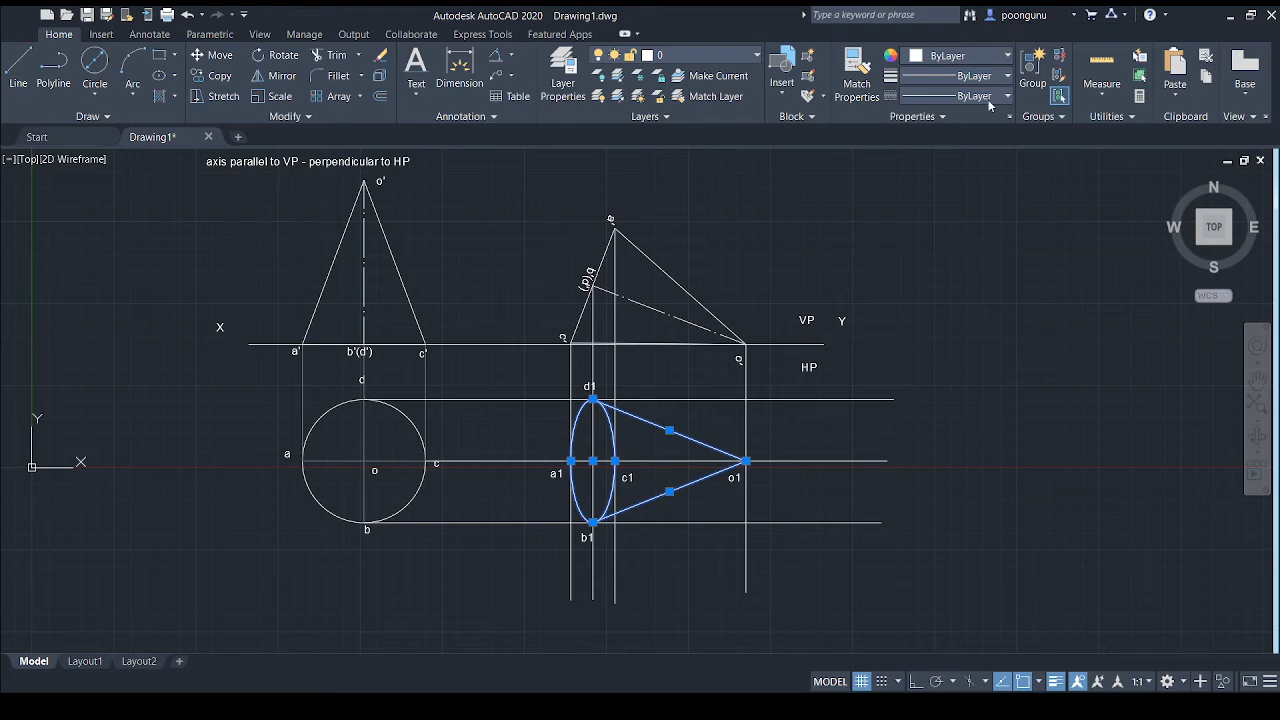 Autodesk AutoCAD 2020 Drawing1.dwg
Type a keyword or phrase
poongunu
Home Insert Annotate Parametric View Manage Output Collaborate Express Tools Featured Apps
Line Polyline Circle Arc
Move Rotate Trim
Copy Mirror Fillet
Stretch Scale Array
Text Dimension
Table
Layer Properties
0
Make Current
Match Layer
Insert
Match Properties
ByLayer
ByLayer
ByLayer
Group
Measure
Paste
Base
Draw Modify Annotation Layers Block Properties Groups Utilities Clipboard View
Start Drawing1*
[−][Top][2D Wireframe]
axis parallel to VP - perpendicular to HP
o'
a'
b'(d')
c'
X
VP Y
HP
a' b'(d') c'
o'
d
a
o
c
b
d1
a1
c1
o1
b1
Y
X
N
W TOP E
S
WCS
Model Layout1 Layout2
MODEL
1:1